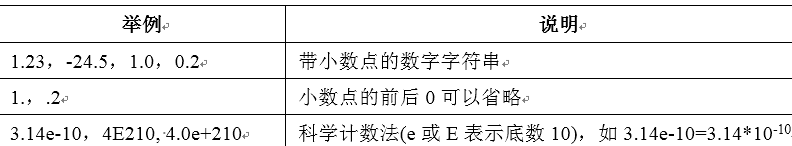 举例 说明
1.23，-24.5，1.0，0.2 带小数点的数字字符串
1.，.2 小数点的前后0可以省略
3.14e-10，4E210, 4.0e+210 科学计数法(e或E表示底数10)，如3.14e-10=3.14*10⁻¹⁰